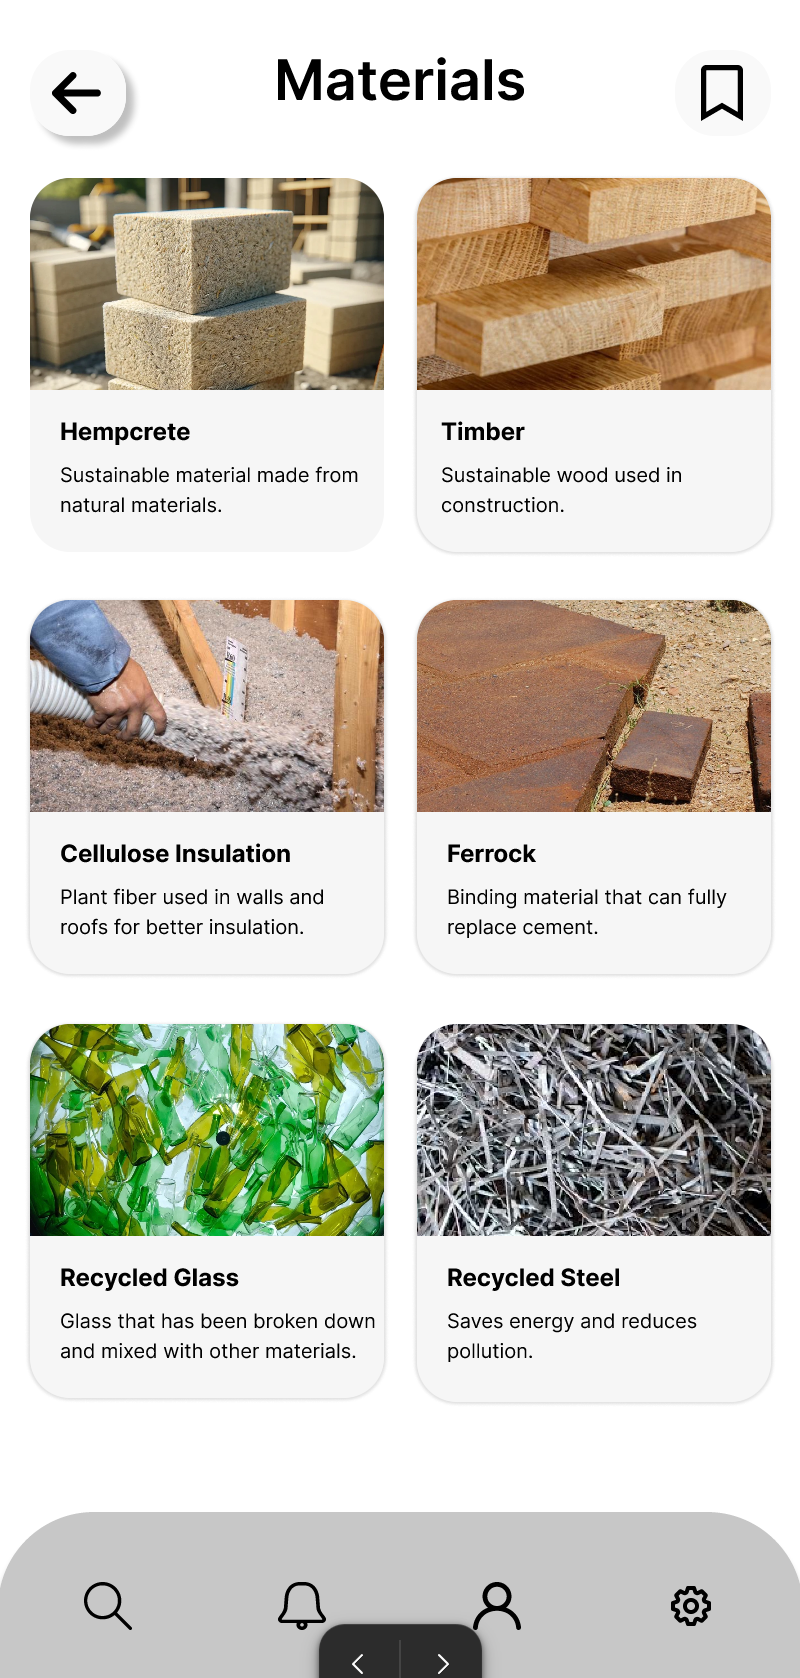 Materials
Hempcrete
Sustainable material made from
natural materials.
Timber
Sustainable wood used in
construction.
Cellulose Insulation
Plant fiber used in walls and
roofs for better insulation.
Ferrock
Binding material that can fully
replace cement.
Recycled Glass
Glass that has been broken down
and mixed with other materials.
Recycled Steel
Saves energy and reduces
pollution.